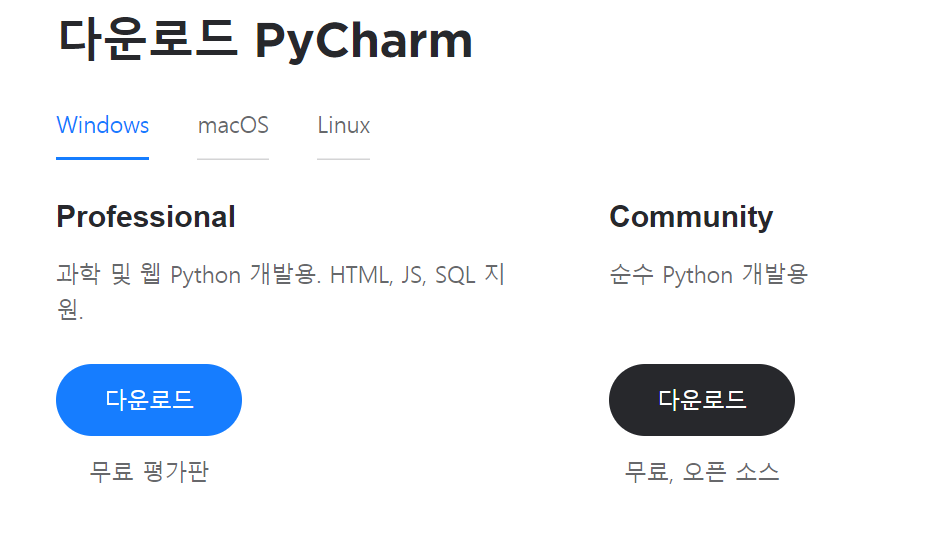 다운로드 PyCharm
Windows macOS Linux
Professional
과학 및 웹 Python 개발용. HTML, JS, SQL 지
원.
다운로드
무료 평가판
Community
순수 Python 개발용
다운로드
무료, 오픈 소스